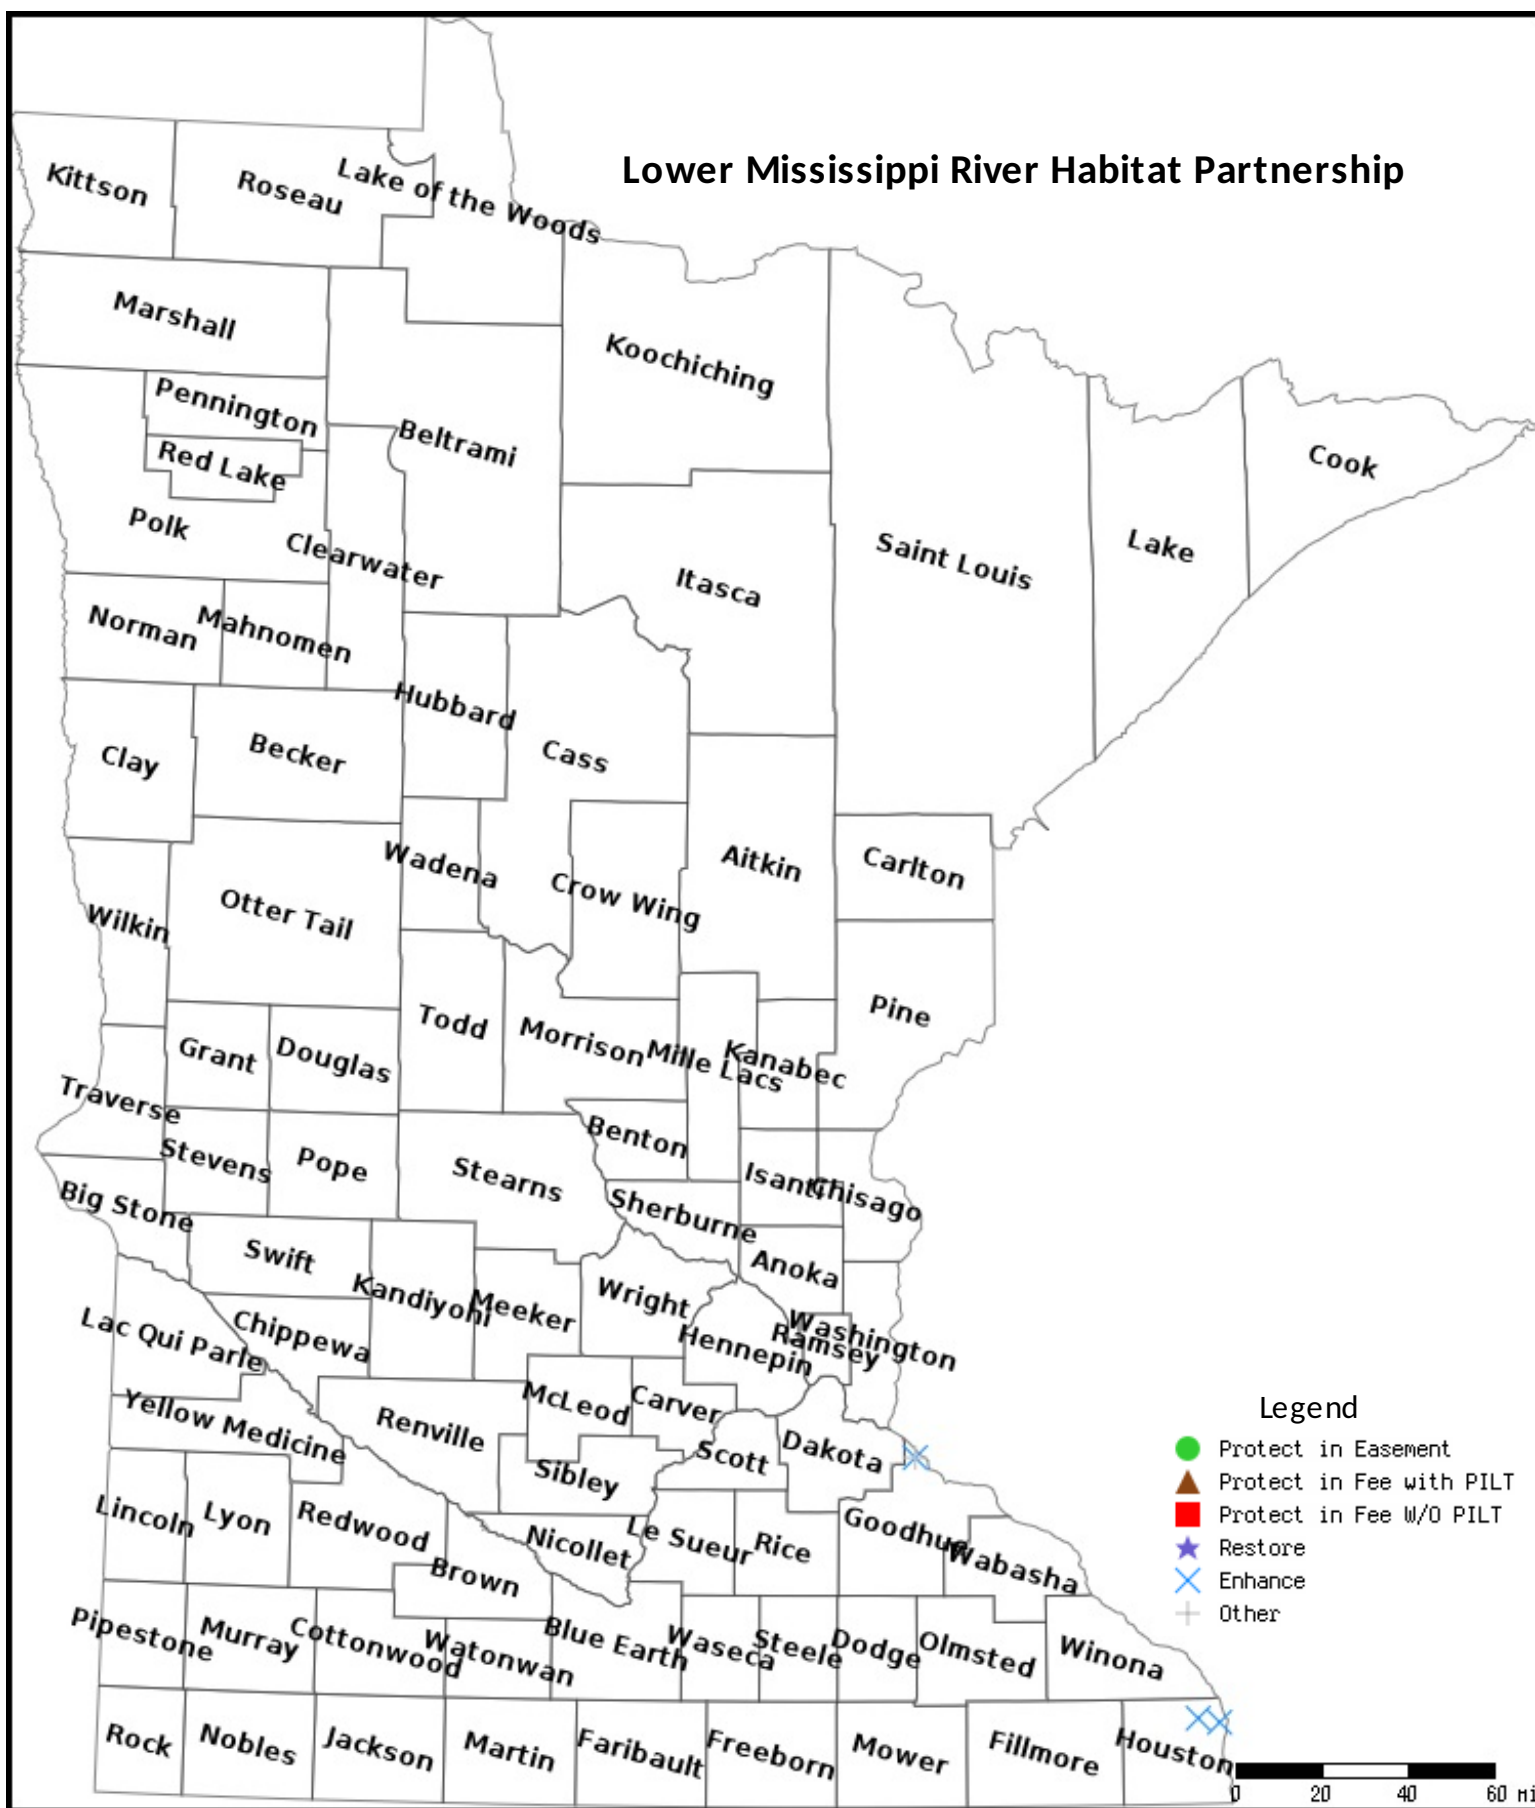 Lower Mississippi River Habitat Partnership
Kittson
Roseau
Lake of the Woods
Marshall
Koochiching
Pennington
Beltrami
Red Lake
Cook
Polk
Clearwater
Saint Louis
Lake
Itasca
Norman
Mahnomen
Hubbard
Clay
Becker
Cass
Wadena
Aitkin
Carlton
Crow Wing
Wilkin
Otter Tail
Pine
Todd
Morrison
Mille Lacs
Kanabec
Grant
Douglas
Traverse
Benton
Stevens
Pope
Stearns
Isanti
Chisago
Big Stone
Sherburne
Swift
Anoka
Kandiyohi
Meeker
Wright
Lac Qui Parle
Chippewa
Hennepin
Ramsey
Washington
McLeod
Carver
Yellow Medicine
Renville
Scott
Dakota
Sibley
Lincoln
Lyon
Redwood
Nicollet
Le Sueur
Rice
Goodhue
Wabasha
Brown
Pipestone
Murray
Cottonwood
Watonwan
Blue Earth
Waseca
Steele
Dodge
Olmsted
Winona
Rock
Nobles
Jackson
Martin
Faribault
Freeborn
Mower
Fillmore
Houston
Legend
Protect in Easement
Protect in Fee with PILT
Protect in Fee W/O PILT
Restore
Enhance
Other
0 20 40 60 mi